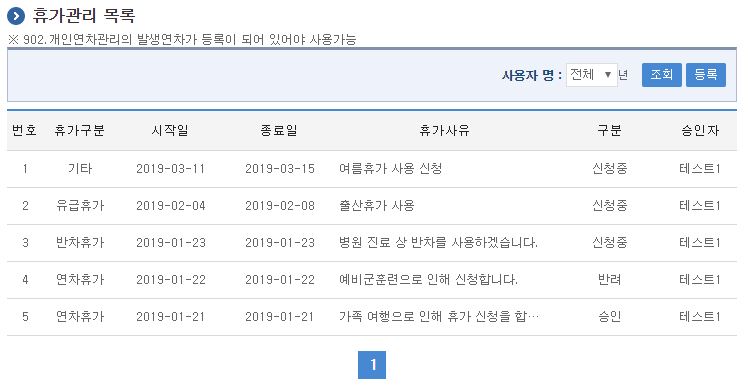 휴가관리 목록
※ 902.개인연차관리의 발생연차가 등록이 되어 있어야 사용가능
사용자 명 : 전체 ▼ 년 조회 등록
번호 휴가구분 시작일 종료일 휴가사유 구분 승인자
1 기타 2019-03-11 2019-03-15 여름휴가 사용 신청 신청중 테스트1
2 유급휴가 2019-02-04 2019-02-08 출산휴가 사용 신청중 테스트1
3 반차휴가 2019-01-23 2019-01-23 병원 진료 상 반차를 사용하겠습니다. 신청중 테스트1
4 연차휴가 2019-01-22 2019-01-22 예비군훈련으로 인해 신청합니다. 반려 테스트1
5 연차휴가 2019-01-21 2019-01-21 가족 여행으로 인해 휴가 신청을 합… 승인 테스트1
1